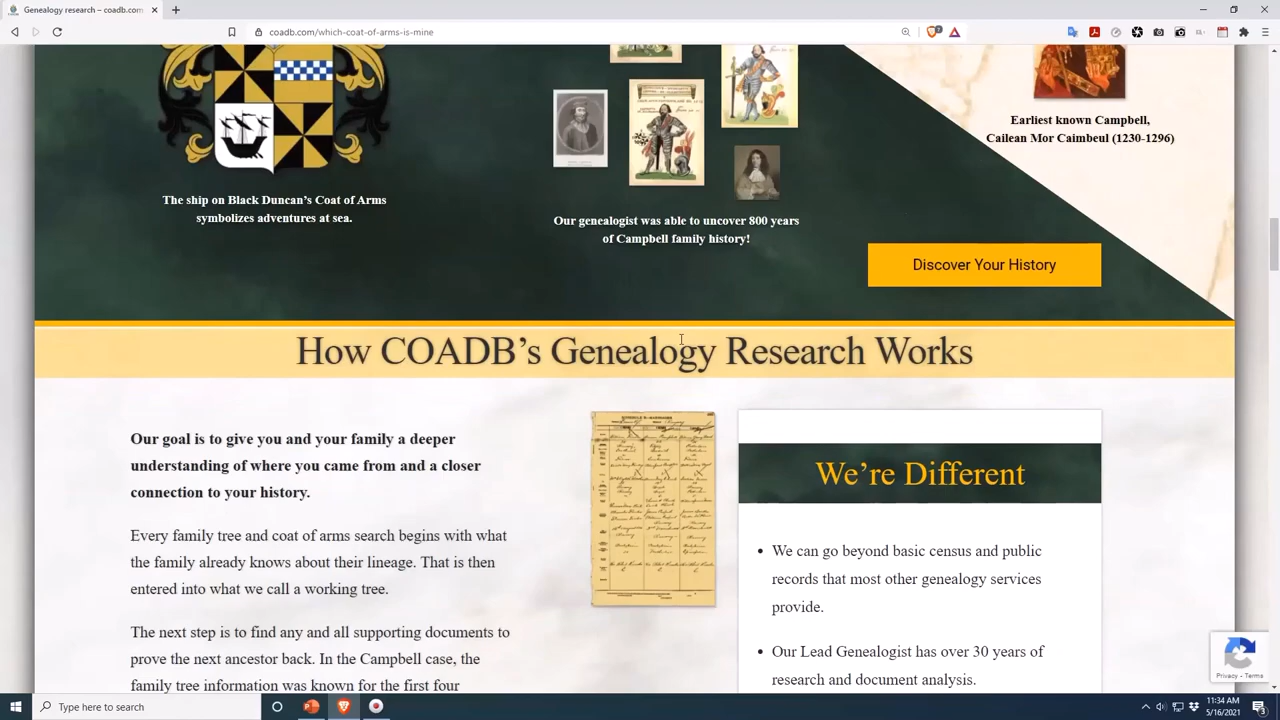 Genealogy research – coadb.com
coadb.com/which-coat-of-arms-is-mine
Earliest known Campbell,
Cailean Mor Caimbeul (1230-1296)
The ship on Black Duncan's Coat of Arms
symbolizes adventures at sea.
Our genealogist was able to uncover 800 years
of Campbell family history!
Discover Your History
How COADB's Genealogy Research Works
Our goal is to give you and your family a deeper
understanding of where you came from and a closer
connection to your history.
Every family tree and coat of arms search begins with what
the family already knows about their lineage. That is then
entered into what we call a working tree.
The next step is to find any and all supporting documents to
prove the next ancestor back. In the Campbell case, the
family tree information was known for the first four
We're Different
• We can go beyond basic census and public
records that most other genealogy services
provide.
• Our Lead Genealogist has over 30 years of
research and document analysis.
Privacy - Terms
Type here to search
11:34 AM
5/16/2021